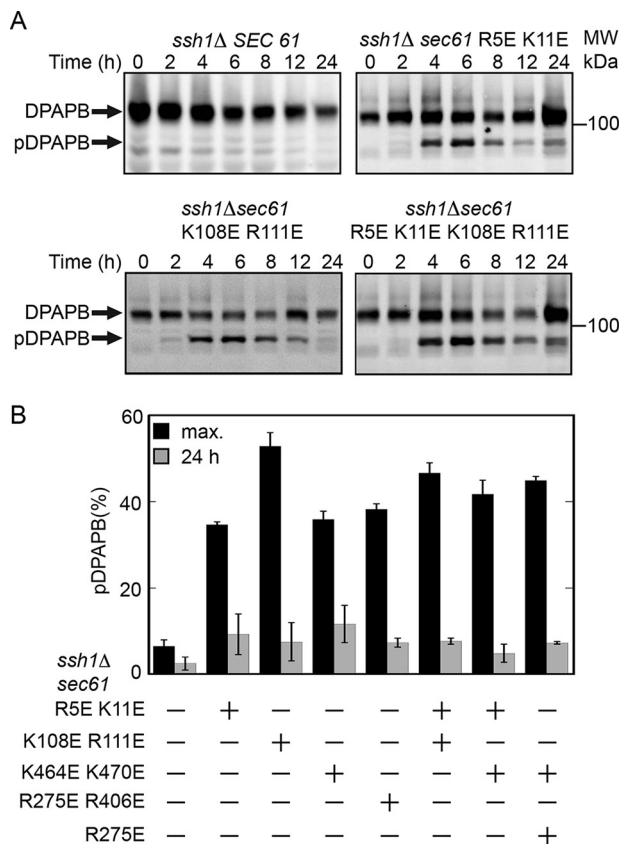 A
ssh1Δ SEC 61
ssh1Δ sec61 R5E K11E MW
Time (h) 0 2 4 6 8 12 24 0 2 4 6 8 12 24 kDa
DPAPB
pDPAPB
100
ssh1Δsec61
K108E R111E
ssh1Δsec61
R5E K11E K108E R111E
Time (h) 0 2 4 6 8 12 24 0 2 4 6 8 12 24
DPAPB
pDPAPB
100
B
60
40
20
0
pDPAPB(%)
max.
24 h
ssh1Δ
sec61
R5E K11E − + − − − + + −
K108E R111E − − + − − + − −
K464E K470E − − − + − − + +
R275E R406E − − − − + − − −
R275E − − − − − − − +